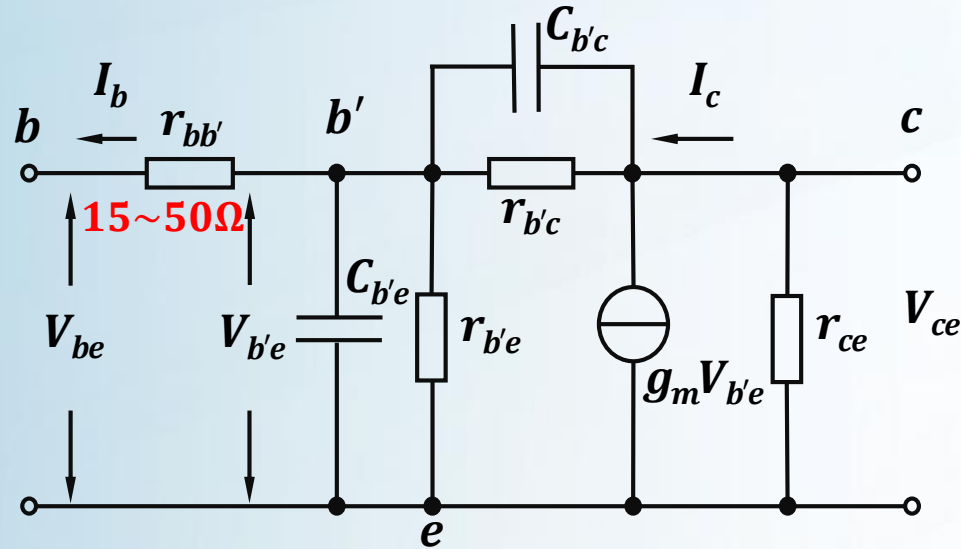 C_{b'c}
I_b
I_c
b
r_{bb'}
b'
c
15~50Ω
r_{b'c}
C_{b'e}
V_{be}
V_{b'e}
r_{b'e}
g_mV_{b'e}
r_{ce}
V_{ce}
e